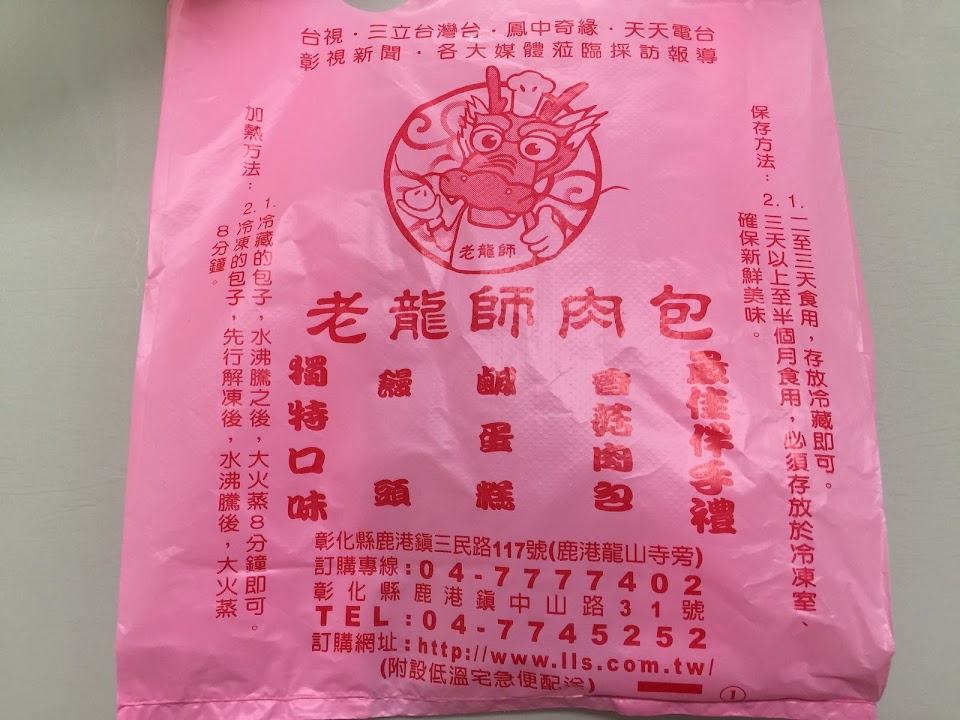 台視．三立台灣台．鳳中奇緣．天天電台
彰視新聞．各大媒體蒞臨採訪報導
保存方法：
1. 二至三天食用，存放冷藏即可。
2. 三天以上至半個月食用，必須存放於冷凍室、
確保新鮮美味。
老龍師
加熱方法：
1. 冷藏的包子，水沸騰之後，大火蒸8分鐘即可。
2. 冷凍的包子，先行解凍後，水沸騰後，大火蒸
8分鐘。
老龍師肉包
最佳伴手禮
香菇肉包
鹹蛋糕
饅頭
獨特口味
彰化縣鹿港鎮三民路117號(鹿港龍山寺旁)
訂購專線：04-7777402
彰化縣鹿港鎮中山路31號
TEL:04-7745252
訂購網址：http://www.lls.com.tw/
(附設低溫宅急便配送)
1